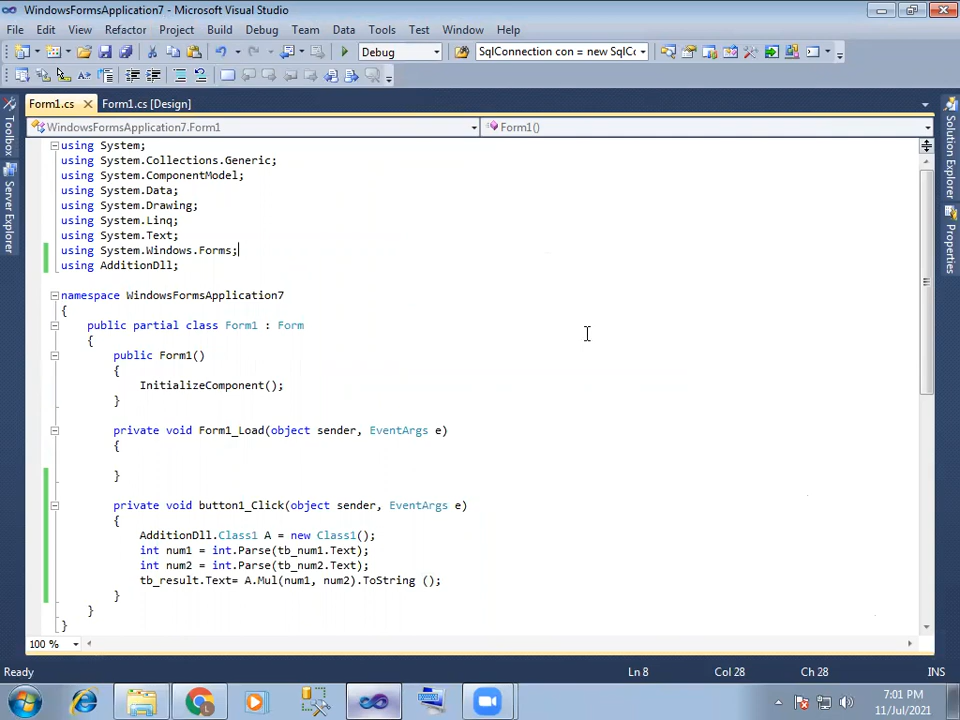 WindowsFormsApplication7 - Microsoft Visual Studio
File Edit View Refactor Project Build Debug Team Data Tools Test Window Help
Debug SqlConnection con = new SqlCc
Form1.cs Form1.cs [Design]
WindowsFormsApplication7.Form1 Form1()
using System;
using System.Collections.Generic;
using System.ComponentModel;
using System.Data;
using System.Drawing;
using System.Linq;
using System.Text;
using System.Windows.Forms;
using AdditionDll;
namespace WindowsFormsApplication7
{
public partial class Form1 : Form
{
public Form1()
{
InitializeComponent();
}
private void Form1_Load(object sender, EventArgs e)
{
}
private void button1_Click(object sender, EventArgs e)
{
AdditionDll.Class1 A = new Class1();
int num1 = int.Parse(tb_num1.Text);
int num2 = int.Parse(tb_num2.Text);
tb_result.Text= A.Mul(num1, num2).ToString ();
}
}
}
100 %
Toolbox
Server Explorer
Solution Explorer
Properties
Ready Ln 8 Col 28 Ch 28 INS
7:01 PM
11/Jul/2021